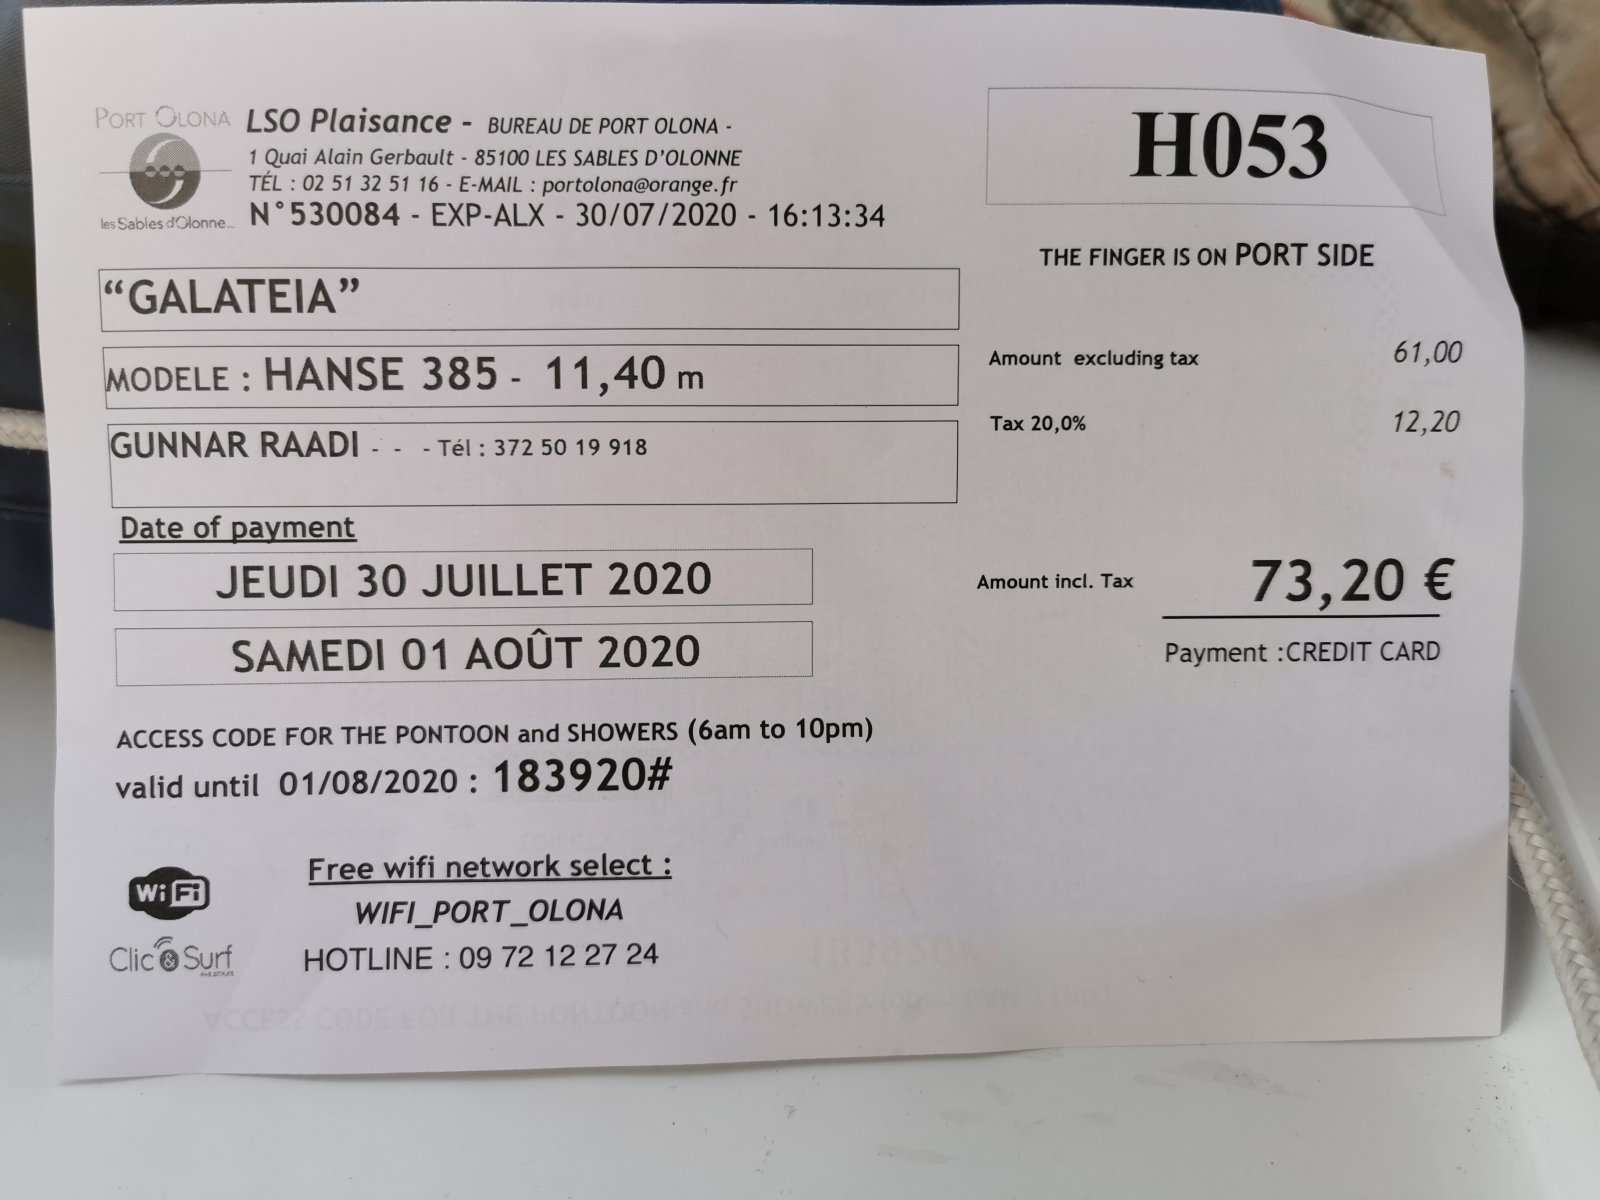 PORT OLONA
les Sables d'Olonne...
LSO Plaisance - BUREAU DE PORT OLONA -
1 Quai Alain Gerbault - 85100 LES SABLES D'OLONNE
TÉL : 02 51 32 51 16 - E-MAIL : portolona@orange.fr
N°530084 - EXP-ALX - 30/07/2020 - 16:13:34
H053
THE FINGER IS ON PORT SIDE
“GALATEIA”
MODELE : HANSE 385 - 11,40 m
GUNNAR RAADI - - - Tél : 372 50 19 918
Amount excluding tax 61,00
Tax 20,0% 12,20
Date of payment
JEUDI 30 JUILLET 2020
SAMEDI 01 AOÛT 2020
Amount incl. Tax 73,20 €
Payment :CREDIT CARD
ACCESS CODE FOR THE PONTOON and SHOWERS (6am to 10pm)
valid until 01/08/2020 : 183920#
WiFi
Clic & Surf
Free wifi network select :
WIFI_PORT_OLONA
HOTLINE : 09 72 12 27 24